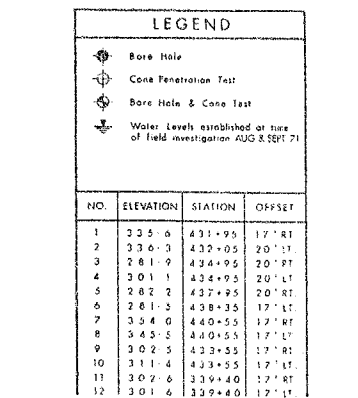 LEGEND
Bore Hole
Cone Penetration Test
Bore Hole & Cone Test
Water Levels established at time
of field investigation AUG & SEPT 71
NO. ELEVATION STATION OFFSET
1 335.6 431+95 17' RT
2 336.3 432+05 20' LT.
3 281.9 434+95 20' RT
4 301.1 434+95 20' LT
5 282.2 437+95 20' RT.
6 281.5 438+35 17' LT.
7 354.0 440+55 17' RT
8 345.5 440+55 17' LT
9 302.5 433+55 17' RT
10 311.4 433+55 17' LT.
11 302.6 339+40 17' RT
12 301.6 339+40 17' LT